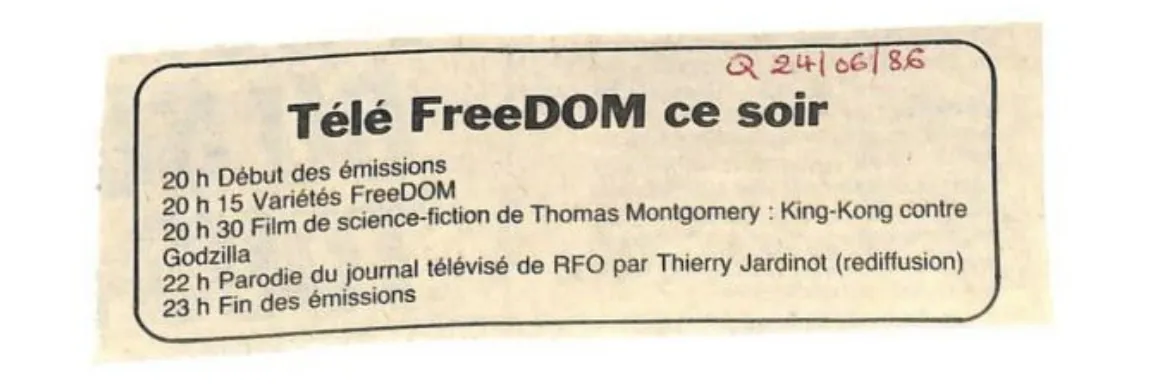 Q 24/06/86
Télé FreeDOM ce soir
20 h Début des émissions
20 h 15 Variétés FreeDOM
20 h 30 Film de science-fiction de Thomas Montgomery : King-Kong contre
Godzilla
22 h Parodie du journal télévisé de RFO par Thierry Jardinot (rediffusion)
23 h Fin des émissions